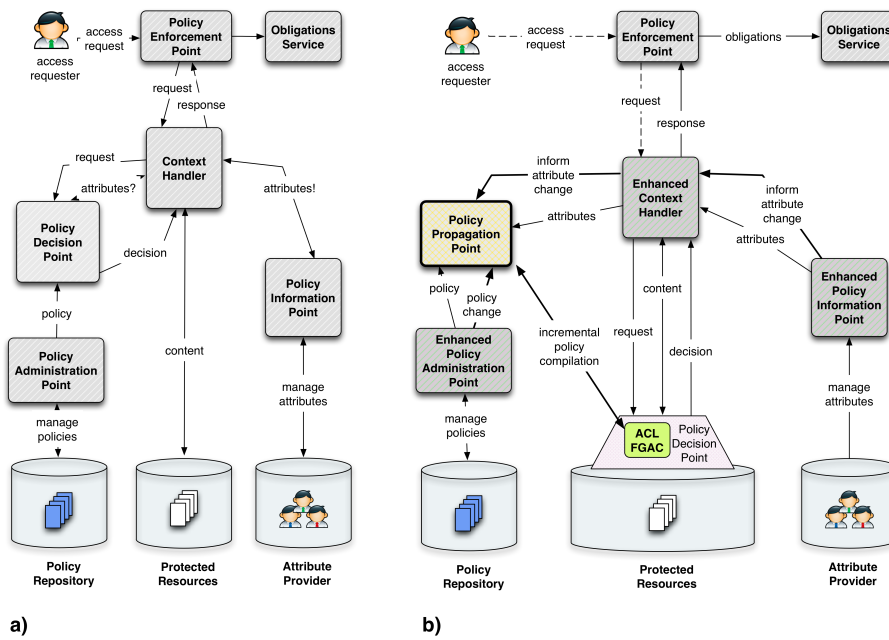 access
requester
access
request
Policy
Enforcement
Point
Obligations
Service
request
response
Context
Handler
request
attributes?
attributes!
Policy
Decision
Point
decision
Policy
Information
Point
policy
content
Policy
Administration
Point
manage
attributes
manage
policies
Policy
Repository
Protected
Resources
Attribute
Provider
a)
access
requester
access
request
Policy
Enforcement
Point
obligations
Obligations
Service
request
response
inform
attribute
change
Enhanced
Context
Handler
inform
attribute
change
attributes
attributes
Policy
Propagation
Point
policy
policy
change
content
Enhanced
Policy
Information
Point
incremental
policy
compilation
request
decision
Enhanced
Policy
Administration
Point
manage
attributes
manage
policies
ACL
FGAC
Policy
Decision
Point
Policy
Repository
Protected
Resources
Attribute
Provider
b)